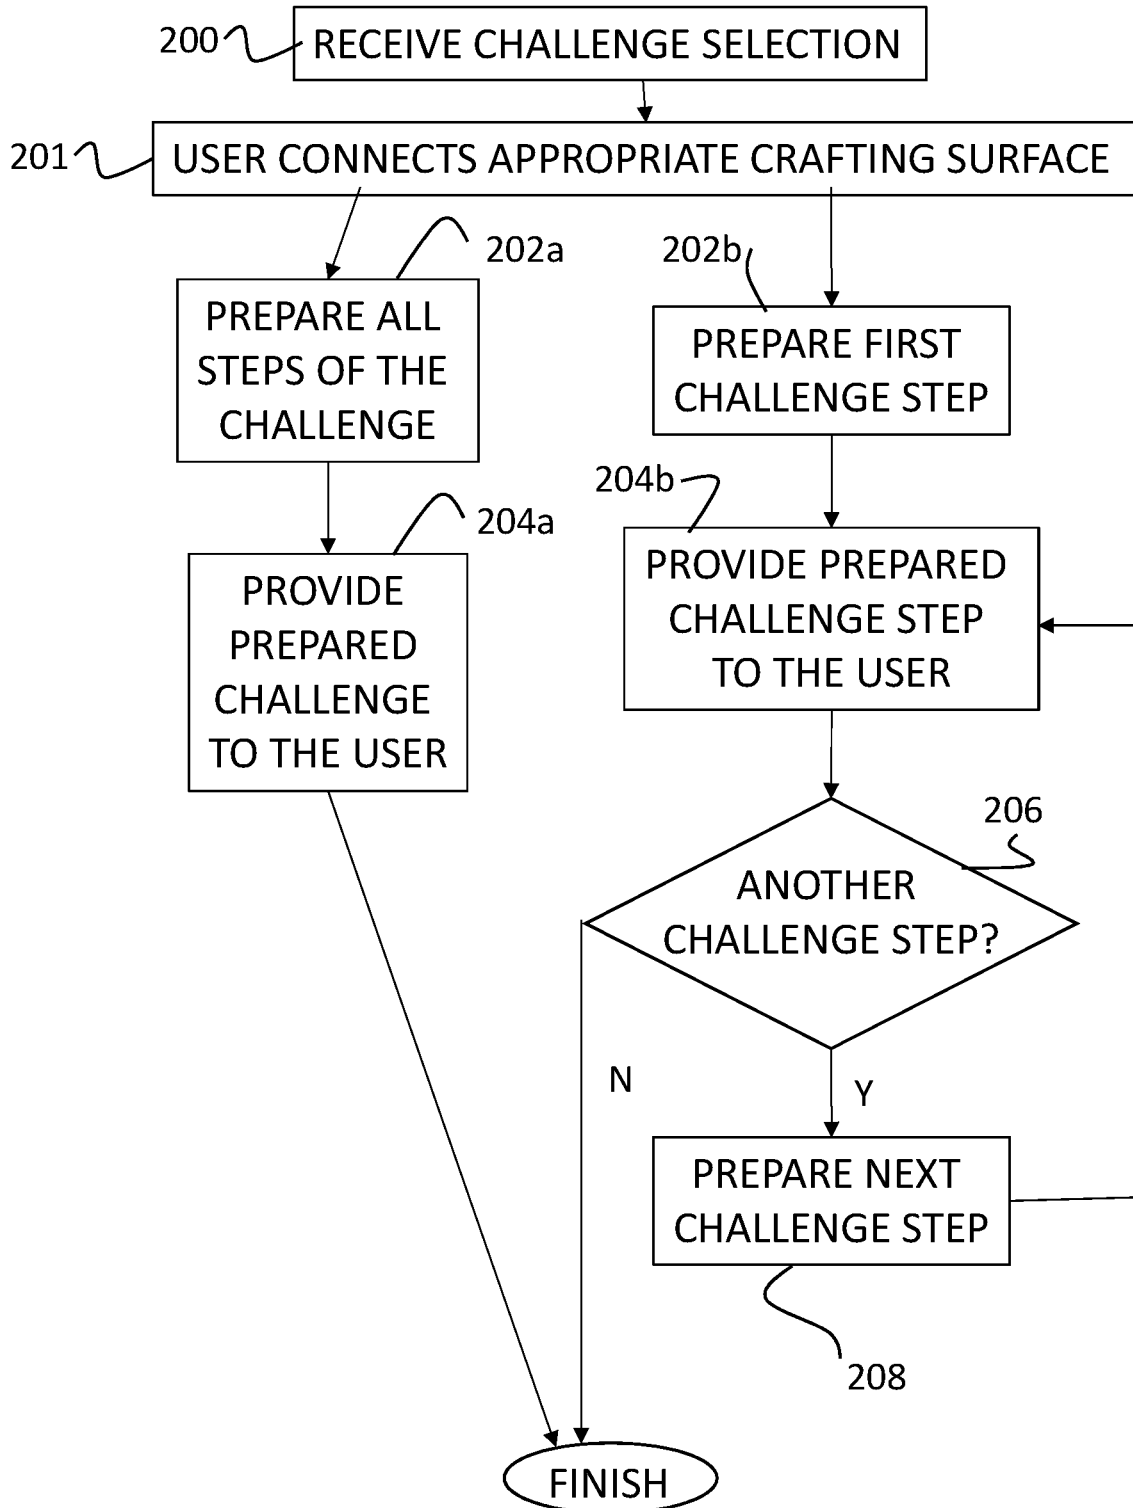 200
RECEIVE CHALLENGE SELECTION
201
USER CONNECTS APPROPRIATE CRAFTING SURFACE
202a
PREPARE ALL
STEPS OF THE
CHALLENGE
204a
PROVIDE
PREPARED
CHALLENGE
TO THE USER
202b
PREPARE FIRST
CHALLENGE STEP
204b
PROVIDE PREPARED
CHALLENGE STEP
TO THE USER
206
ANOTHER
CHALLENGE STEP?
N
Y
PREPARE NEXT
CHALLENGE STEP
208
FINISH